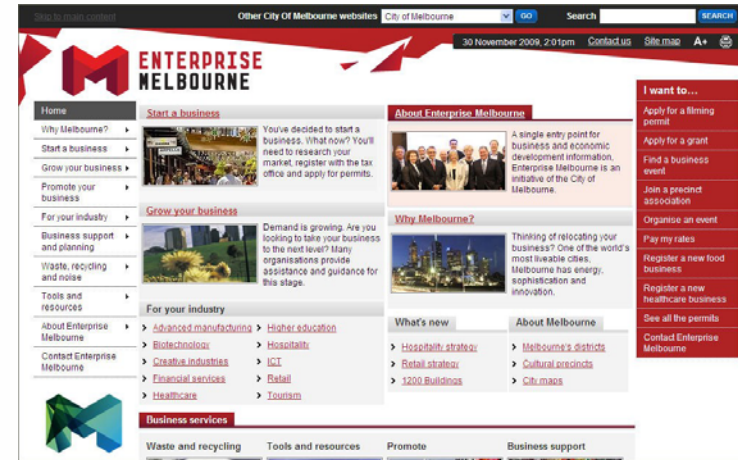 Skip to main content
Other City Of Melbourne websites
City of Melbourne
GO
Search
SEARCH
30 November 2009, 2:01pm
Contact us
Site map
A+
ENTERPRISE
MELBOURNE
Home
Why Melbourne?
Start a business
Grow your business
Promote your
business
For your industry
Business support
and planning
Waste, recycling
and noise
Tools and
resources
About Enterprise
Melbourne
Contact Enterprise
Melbourne
Start a business
You've decided to start a
business. What now? You'll
need to research your
market, register with the tax
office and apply for permits.
Grow your business
Demand is growing. Are you
looking to take your business
to the next level? Many
organisations provide
assistance and guidance for
this stage.
For your industry
Advanced manufacturing
Biotechnology
Creative industries
Financial services
Healthcare
Higher education
Hospitality
ICT
Retail
Tourism
About Enterprise Melbourne
A single entry point for
business and economic
development information,
Enterprise Melbourne is an
initiative of the City of
Melbourne.
Why Melbourne?
Thinking of relocating your
business? One of the world's
most liveable cities,
Melbourne has energy,
sophistication and
innovation.
What's new
Hospitality strategy
Retail strategy
1200 Buildings
About Melbourne
Melbourne's districts
Cultural precincts
City maps
Business services
Waste and recycling
Tools and resources
Promote
Business support
I want to...
Apply for a filming
permit
Apply for a grant
Find a business
event
Join a precinct
association
Organise an event
Pay my rates
Register a new food
business
Register a new
healthcare business
See all the permits
Contact Enterprise
Melbourne